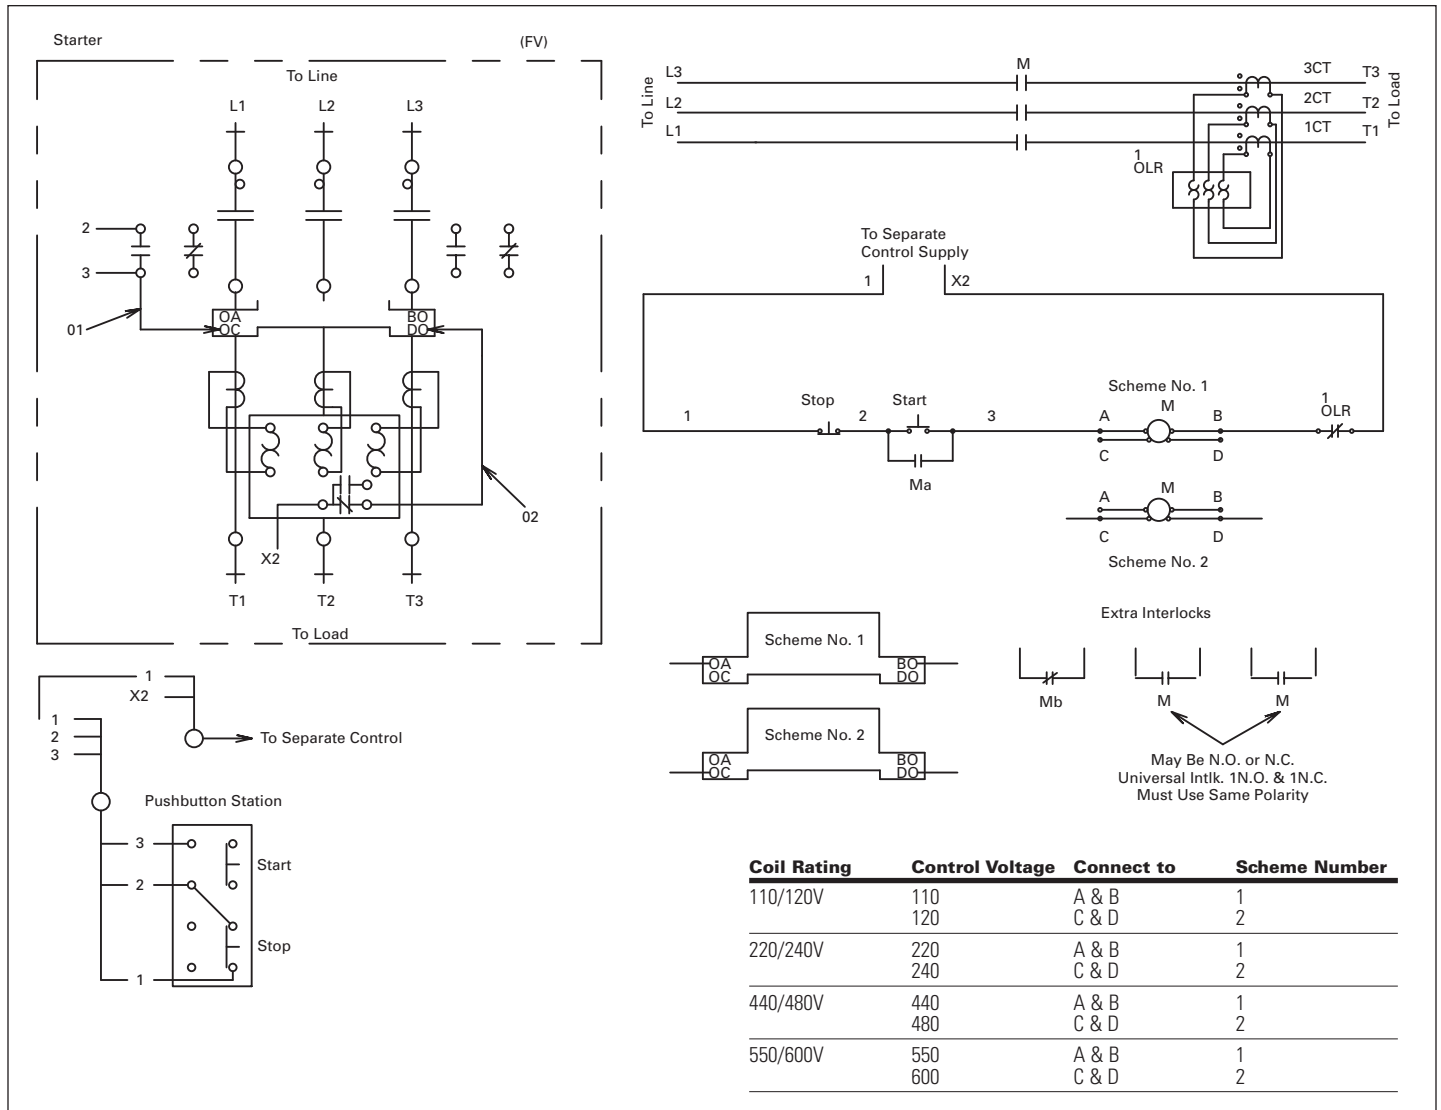 Starter (FV)
To Line
L1 L2 L3
2
3
01
OA
OC
BO
DO
02
X2
T1 T2 T3
To Load
1
X2
1
2
3
To Separate Control
Pushbutton Station
3
Start
2
Stop
1
To Line
L3 M 3CT T3
L2 2CT T2
L1 1CT T1
To Load
1
OLR
To Separate
Control Supply
1 X2
Scheme No. 1
1 Stop 2 Start 3 A M B 1
OLR
C D
Ma
A M B
C D
Scheme No. 2
Scheme No. 1
OA BO
OC DO
Scheme No. 2
OA BO
OC DO
Extra Interlocks
Mb M M
May Be N.O. or N.C.
Universal Intlk. 1N.O. & 1N.C.
Must Use Same Polarity
Coil Rating Control Voltage Connect to Scheme Number
110/120V 110 A & B 1
120 C & D 2
220/240V 220 A & B 1
240 C & D 2
440/480V 440 A & B 1
480 C & D 2
550/600V 550 A & B 1
600 C & D 2